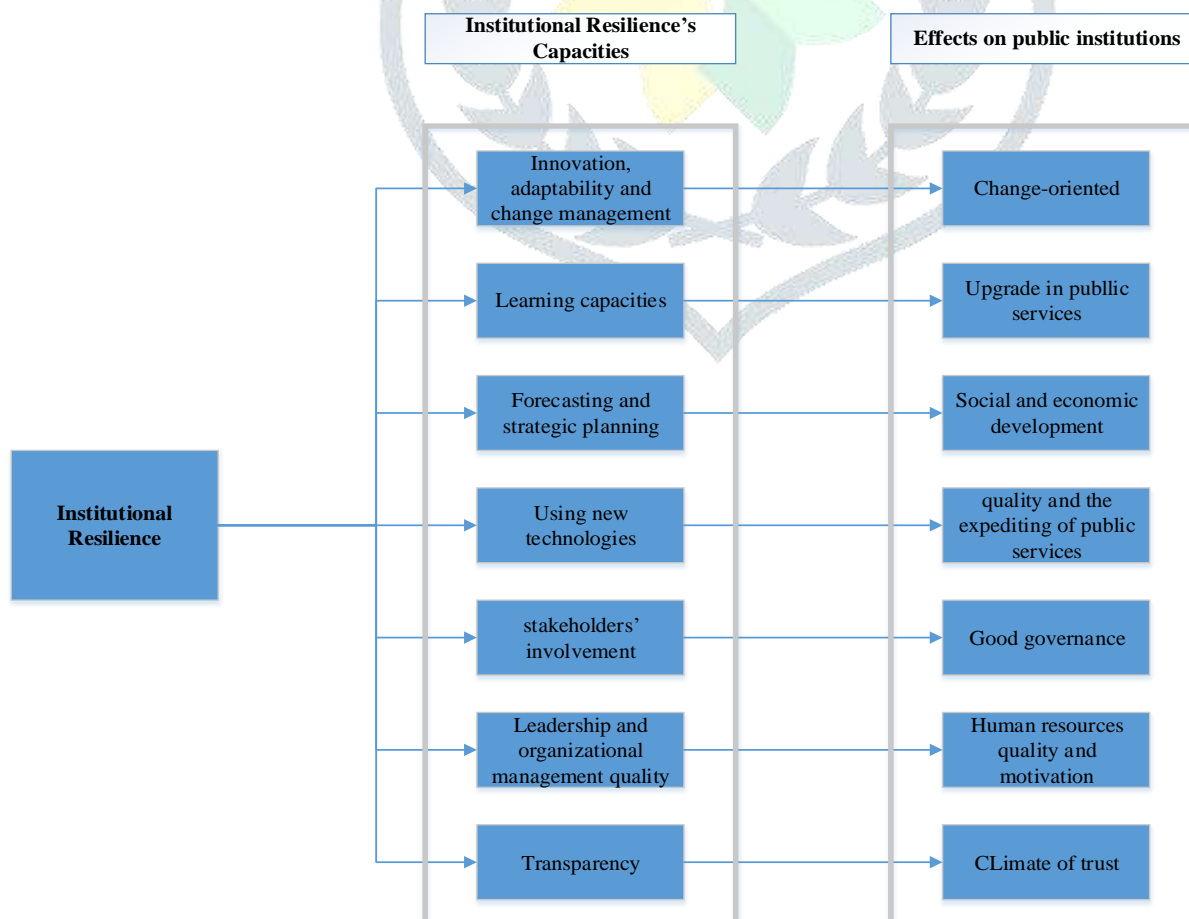 Institutional Resilience’s
Capacities
Effects on public institutions
Innovation,
adaptability and
change management
Change-oriented
Learning capacities
Upgrade in publlic
services
Forecasting and
strategic planning
Social and economic
development
Institutional
Resilience
Using new
technologies
quality and the
expediting of public
services
stakeholders’
involvement
Good governance
Leadership and
organizational
management quality
Human resources
quality and
motivation
Transparency
CLimate of trust